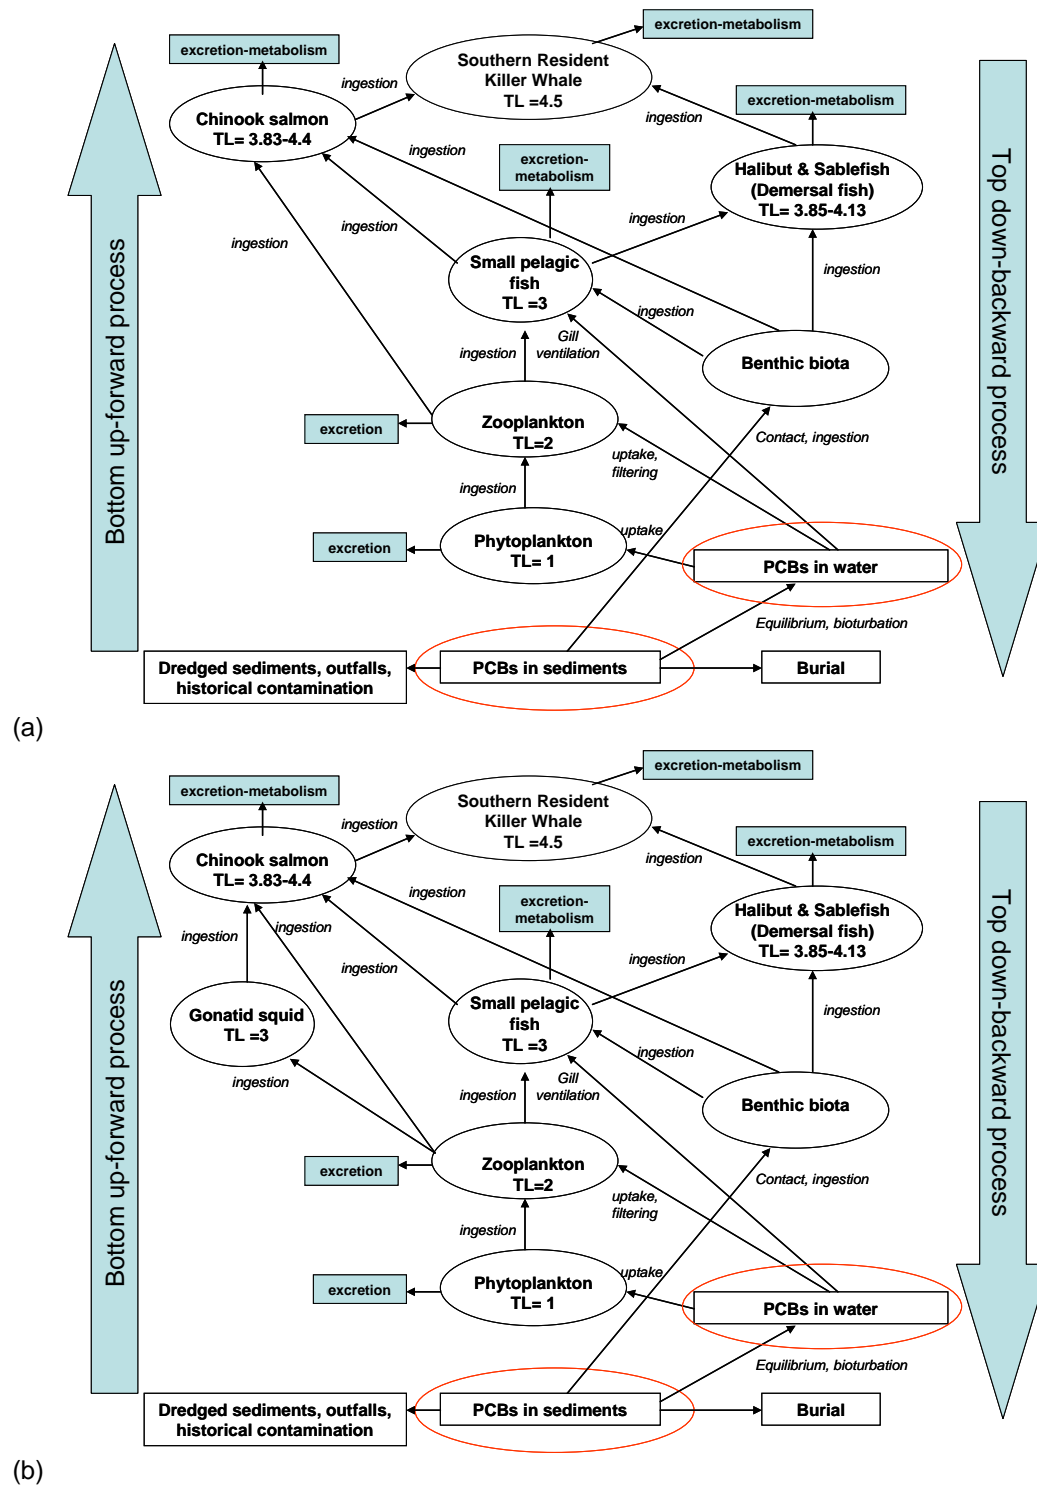 excretion-metabolism
excretion-metabolism
Southern Resident
Killer Whale
TL =4.5
ingestion
Chinook salmon
TL= 3.83-4.4
excretion-metabolism
ingestion
ingestion
excretion-
metabolism
Halibut & Sablefish
(Demersal fish)
TL= 3.85-4.13
ingestion
ingestion
ingestion
ingestion
Small pelagic
fish
TL =3
ingestion
Gill
ventilation
ingestion
Benthic biota
Zooplankton
TL=2
excretion
Contact, ingestion
uptake,
filtering
ingestion
Phytoplankton
TL= 1
excretion
uptake
PCBs in water
Equilibrium, bioturbation
Dredged sediments, outfalls,
historical contamination
PCBs in sediments
Burial
Bottom up-forward process
Top down-backward process
(a)
excretion-metabolism
excretion-metabolism
Southern Resident
Killer Whale
TL =4.5
ingestion
Chinook salmon
TL= 3.83-4.4
excretion-metabolism
ingestion
ingestion
excretion-
metabolism
Halibut & Sablefish
(Demersal fish)
TL= 3.85-4.13
ingestion
ingestion
ingestion
ingestion
Gonatid squid
TL =3
Small pelagic
fish
TL =3
ingestion
ingestion
ingestion
ingestion
Gill
ventilation
Benthic biota
Zooplankton
TL=2
excretion
Contact, ingestion
uptake,
filtering
ingestion
Phytoplankton
TL= 1
excretion
uptake
PCBs in water
Equilibrium, bioturbation
Dredged sediments, outfalls,
historical contamination
PCBs in sediments
Burial
Bottom up-forward process
Top down-backward process
(b)